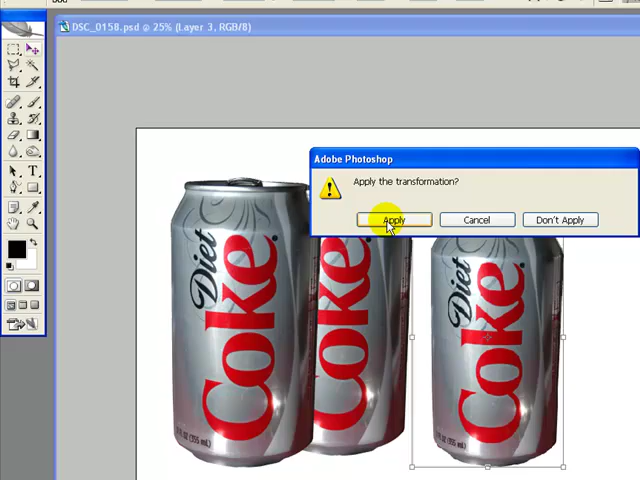 DSC_0158.psd @ 25% (Layer 3, RGB/8)
Adobe Photoshop
Apply the transformation?
Apply
Cancel
Don't Apply
Diet
Coke
Coke
Diet
Coke